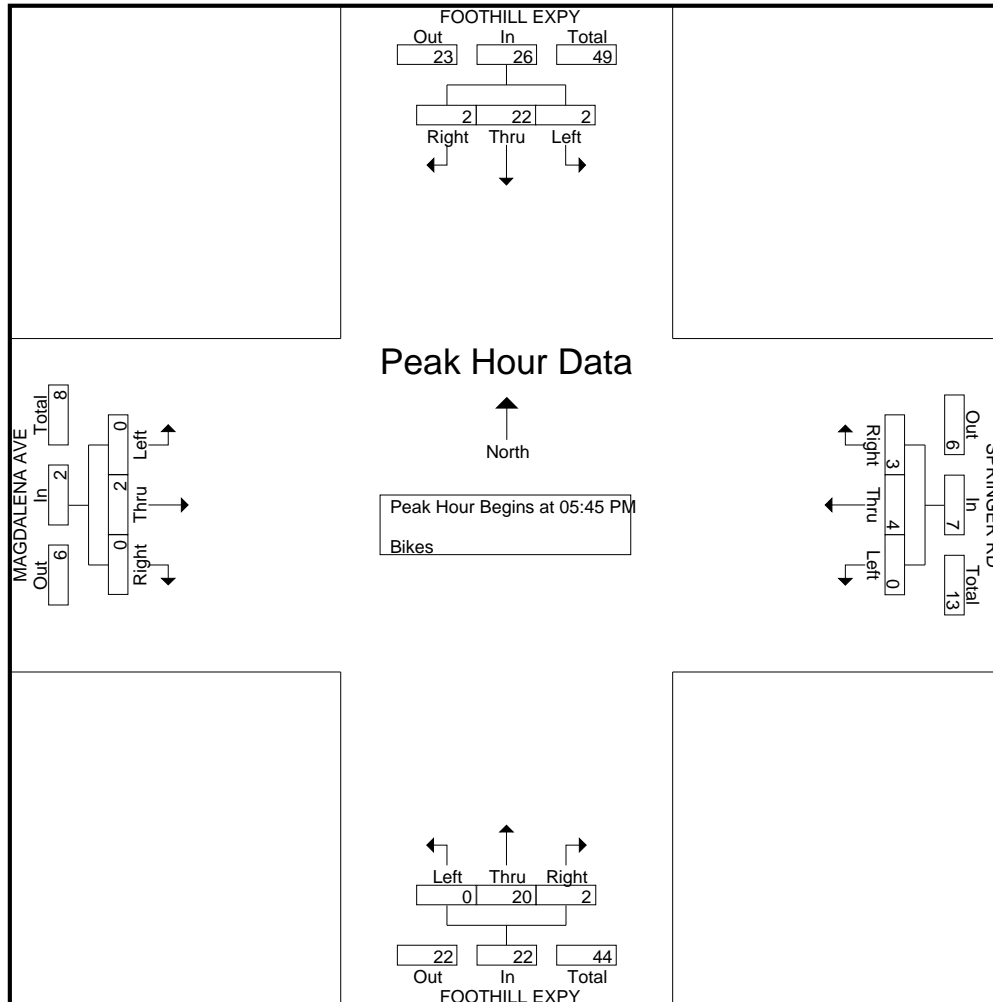 FOOTHILL EXPY
Out In Total
23 26 49
2 22 2
Right Thru Left
Peak Hour Data
North
Peak Hour Begins at 05:45 PM
Bikes
MAGDALENA AVE
Total In Out
8 2 6
0 2 0
Left Thru Right
SPRINGER RD
Out In Total
6 7 13
3 4 0
Right Thru Left
Left Thru Right
0 20 2
22 22 44
Out In Total
FOOTHILL EXPY